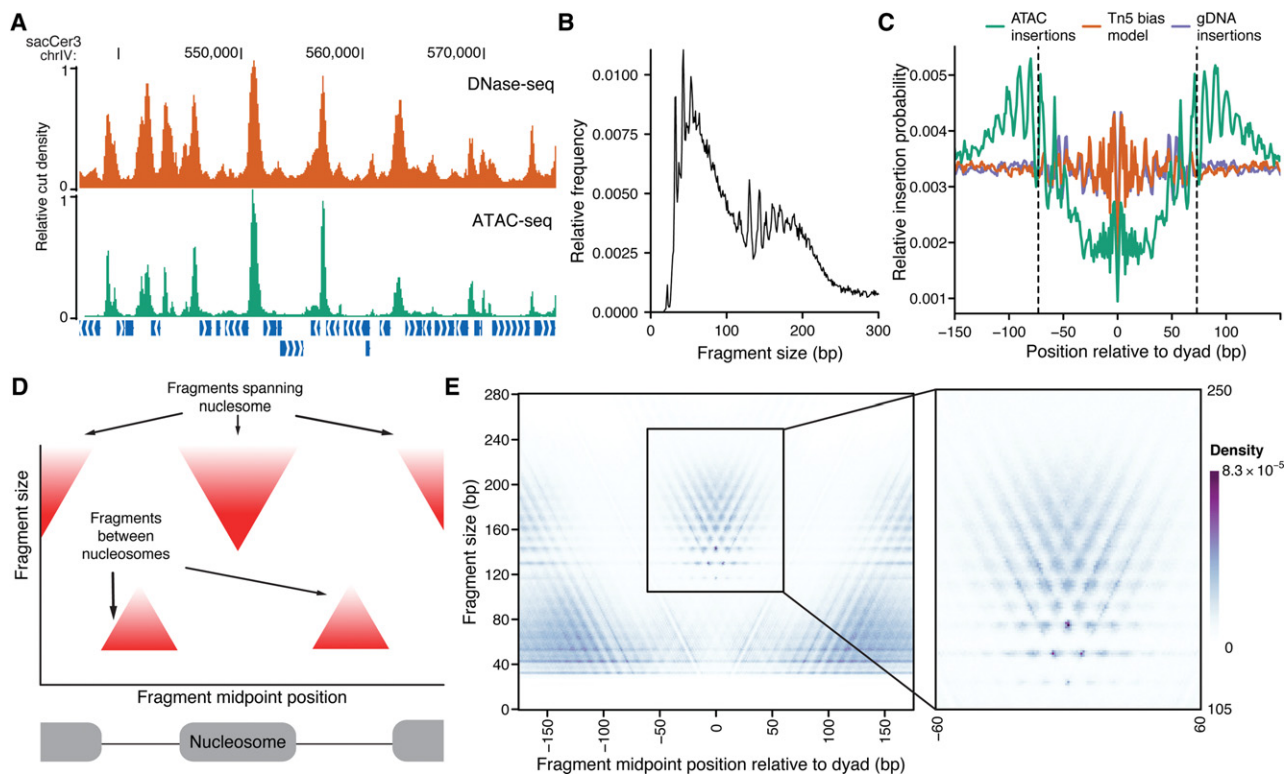 A
sacCer3
chrIV:
550,000
560,000
570,000
1
DNase-seq
0
1
ATAC-seq
0
Relative cut density
B
0.0100
0.0075
0.0050
0.0025
0.0000
Relative frequency
0
100
200
300
Fragment size (bp)
C
ATAC
insertions
Tn5 bias
model
gDNA
insertions
0.005
0.004
0.003
0.002
0.001
Relative insertion probability
−150
−100
−50
0
50
100
Position relative to dyad (bp)
D
Fragments spanning
nuclesome
Fragments
between
nucleosomes
Fragment size
Fragment midpoint position
Nucleosome
E
280
240
200
160
120
80
40
0
Fragment size (bp)
−150
−100
−50
0
50
100
150
Fragment midpoint position relative to dyad (bp)
250
105
−60
60
Density
8.3 × 10−5
0